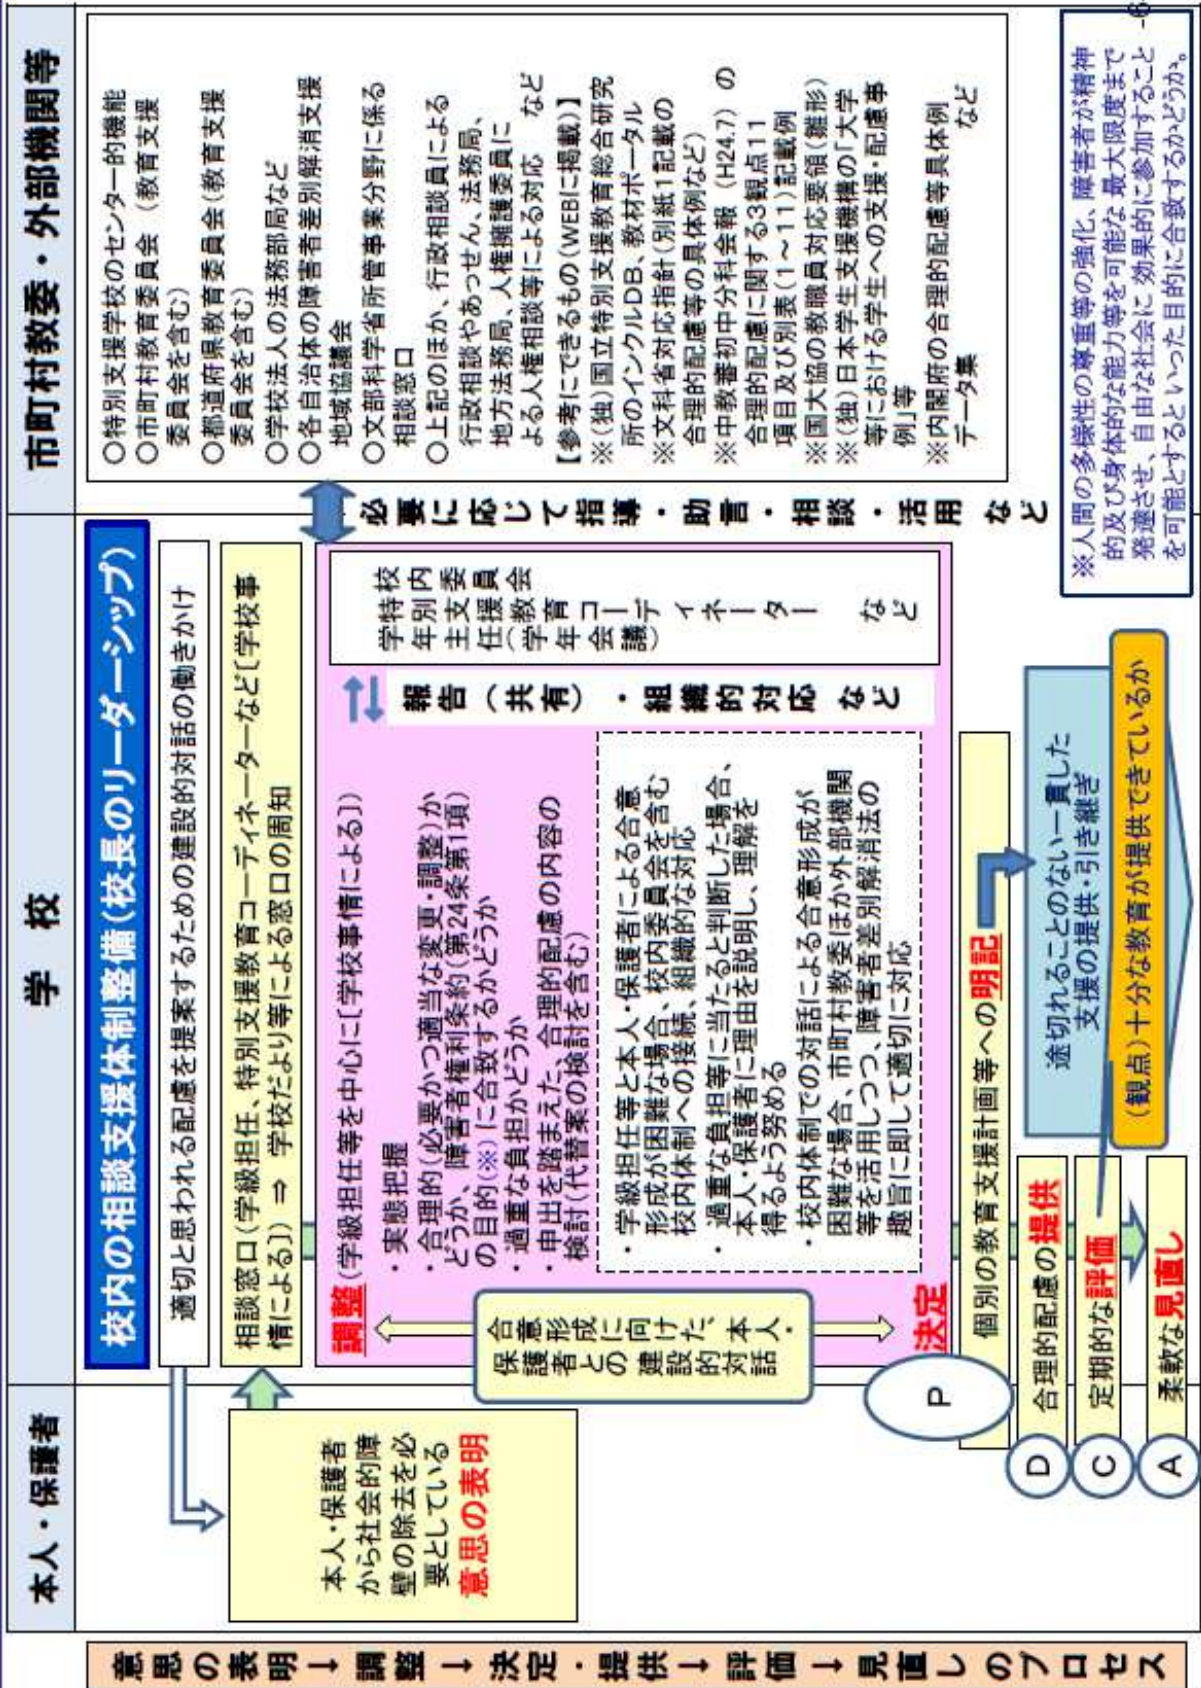 本人・保護者
学　校
市町村教委・外部機関等
意思の表明→調整→決定・提供→評価→見直しのプロセス
校内の相談支援体制整備(校長のリーダーシップ)
適切と思われる配慮を提案するための建設的対話の働きかけ
本人・保護者
から社会的障
壁の除去を必
要としている
意思の表明
相談窓口(学級担任、特別支援教育コーディネーターなど〔学校事
情による〕) ⇒ 学校だより等による窓口の周知
調整(学級担任等を中心に〔学校事情による〕)
・実態把握
・合理的(必要かつ適当な変更・調整)か
どうか、障害者権利条約(第24条第1項)
の目的(※)に合致するかどうか
・過重な負担かどうか
・申出を踏まえた、合理的配慮の内容の
検討(代替案の検討を含む)
・学級担任等と本人・保護者による合意
形成が困難な場合、校内委員会を含む
校内体制への接続、組織的な対応
・過重な負担等に当たると判断した場合、
本人・保護者に理由を説明し、理解を
得るよう努める
・校内体制での対話による合意形成が
困難な場合、市町村教委ほか外部機関
等を活用しつつ、障害者差別解消法の
趣旨に即して適切に対応
合意形成に向けた、本人・
保護者との建設的対話
決定
報告(共有)・組織的対応 など
校内委員会
特別支援教育コーディネーター
学年主任(学年会議)
など
必要に応じて指導・助言・相談・活用 など
○特別支援学校のセンター的機能
○市町村教育委員会 (教育支援
委員会を含む)
○都道府県教育委員会(教育支援
委員会を含む)
○学校法人の法務部局など
○各自治体の障害者差別解消支援
地域協議会
○文部科学省所管事業分野に係る
相談窓口
○上記のほか、行政相談員による
行政相談やあっせん、法務局、
地方法務局、人権擁護委員に
よる人権相談等による対応 など
【参考にできるもの(WEBに掲載)】
※(独)国立特別支援教育総合研究
所のインクルDB、教材ポータル
※文科省対応指針(別紙1記載の
合理的配慮等の具体例など)
※中教審初中分科会報 (H24.7) の
合理的配慮に関する3観点11
項目及び別表(1~11)記載例
※国大協の教職員対応要領(雛形)
※(独)日本学生支援機構の「大学
等における学生への支援・配慮事
例」等
※内閣府の合理的配慮等具体例
データ集 など
P
個別の教育支援計画等への明記
D
合理的配慮の提供
C
定期的な評価
A
柔軟な見直し
途切れることのない一貫した
支援の提供・引き継ぎ
(観点)十分な教育が提供できているか
※人間の多様性の尊重等の強化、障害者が精神
的及び身体的な能力等を可能な 最大限度まで
発達させ、自由な社会に 効果的に参加すること
を可能とするといった目的に合致するかどうか。
-6